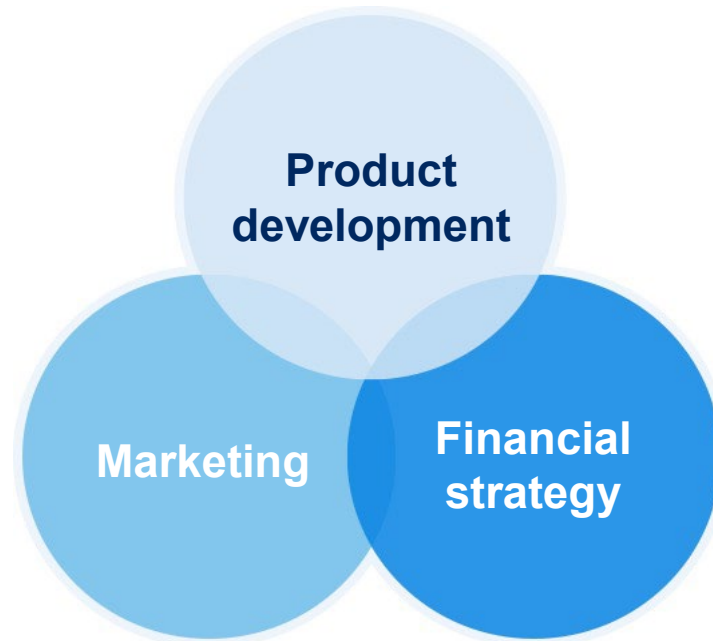 Product
development
Marketing
Financial
strategy